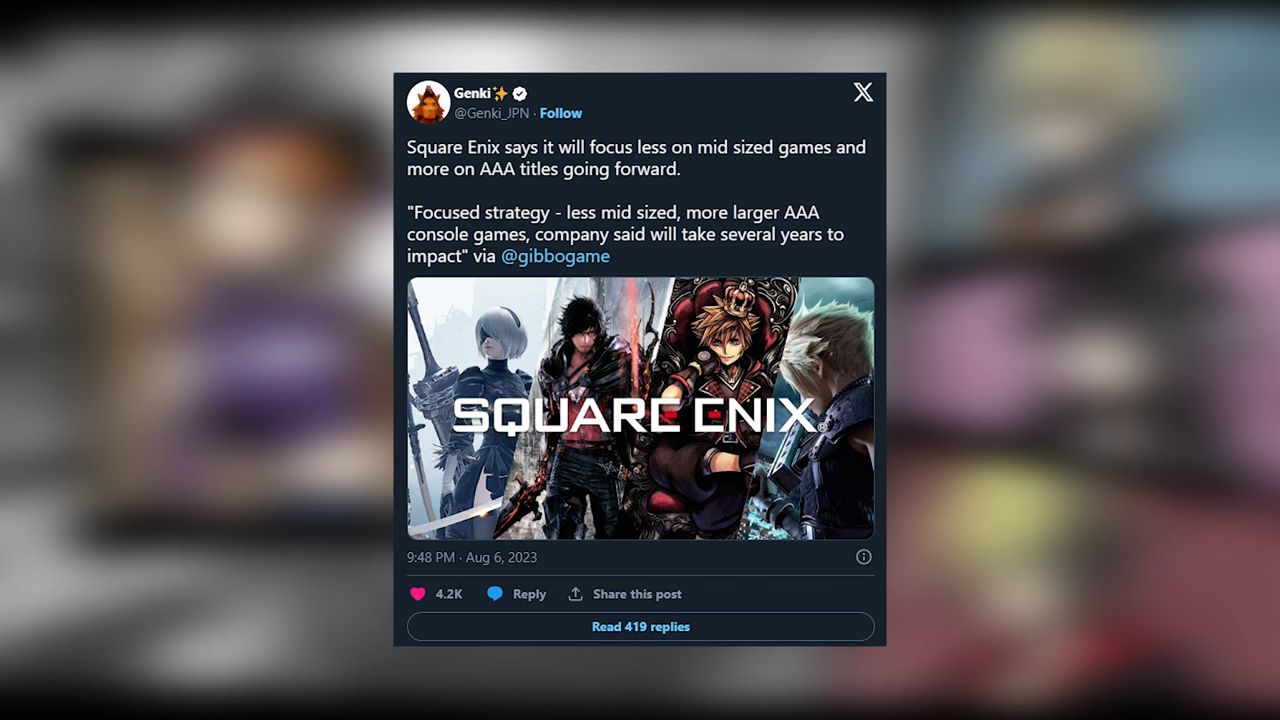 Genki✨
@Genki_JPN · Follow
Square Enix says it will focus less on mid sized games and
more on AAA titles going forward.
"Focused strategy - less mid sized, more larger AAA
console games, company said will take several years to
impact" via @gibbogame
SQUARE ENIX®
9:48 PM · Aug 6, 2023
4.2K Reply Share this post
Read 419 replies